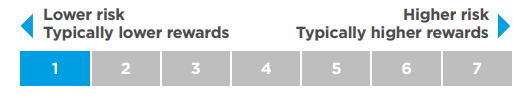 Lower risk Higher risk
Typically lower rewards Typically higher rewards
1 2 3 4 5 6 7